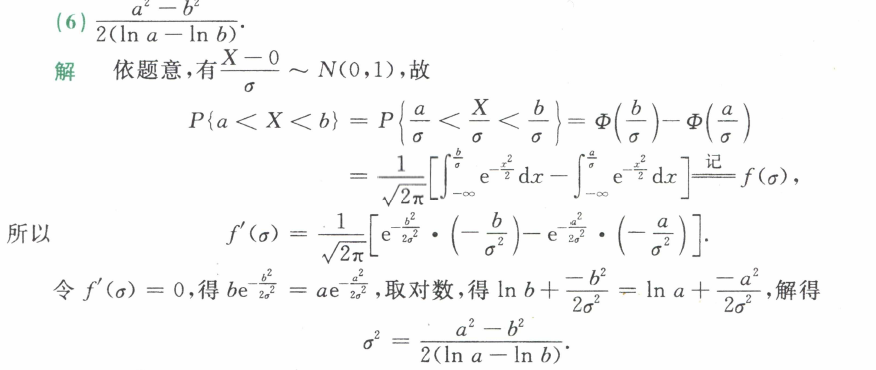 (6) $\frac{a^2-b^2}{2(\ln a-\ln b)}$.
解 依题意,有$\frac{X-0}{\sigma}\sim N(0,1)$,故
$P\{a<X<b\}=P\left\{\frac{a}{\sigma}<\frac{X}{\sigma}<\frac{b}{\sigma}\right\}=\Phi\left(\frac{b}{\sigma}\right)-\Phi\left(\frac{a}{\sigma}\right)$
$=\frac{1}{\sqrt{2\pi}}\left[\int_{-\infty}^{\frac{b}{\sigma}}e^{-\frac{x^2}{2}}dx-\int_{-\infty}^{\frac{a}{\sigma}}e^{-\frac{x^2}{2}}dx\right]\overset{记}{=}f(\sigma)$,
所以 $f'(\sigma)=\frac{1}{\sqrt{2\pi}}\left[e^{-\frac{b^2}{2\sigma^2}}\cdot\left(-\frac{b}{\sigma^2}\right)-e^{-\frac{a^2}{2\sigma^2}}\cdot\left(-\frac{a}{\sigma^2}\right)\right]$.
令 $f'(\sigma)=0$,得 $be^{-\frac{b^2}{2\sigma^2}}=ae^{-\frac{a^2}{2\sigma^2}}$,取对数,得 $\ln b+\frac{-b^2}{2\sigma^2}=\ln a+\frac{-a^2}{2\sigma^2}$,解得
$\sigma^2=\frac{a^2-b^2}{2(\ln a-\ln b)}$.